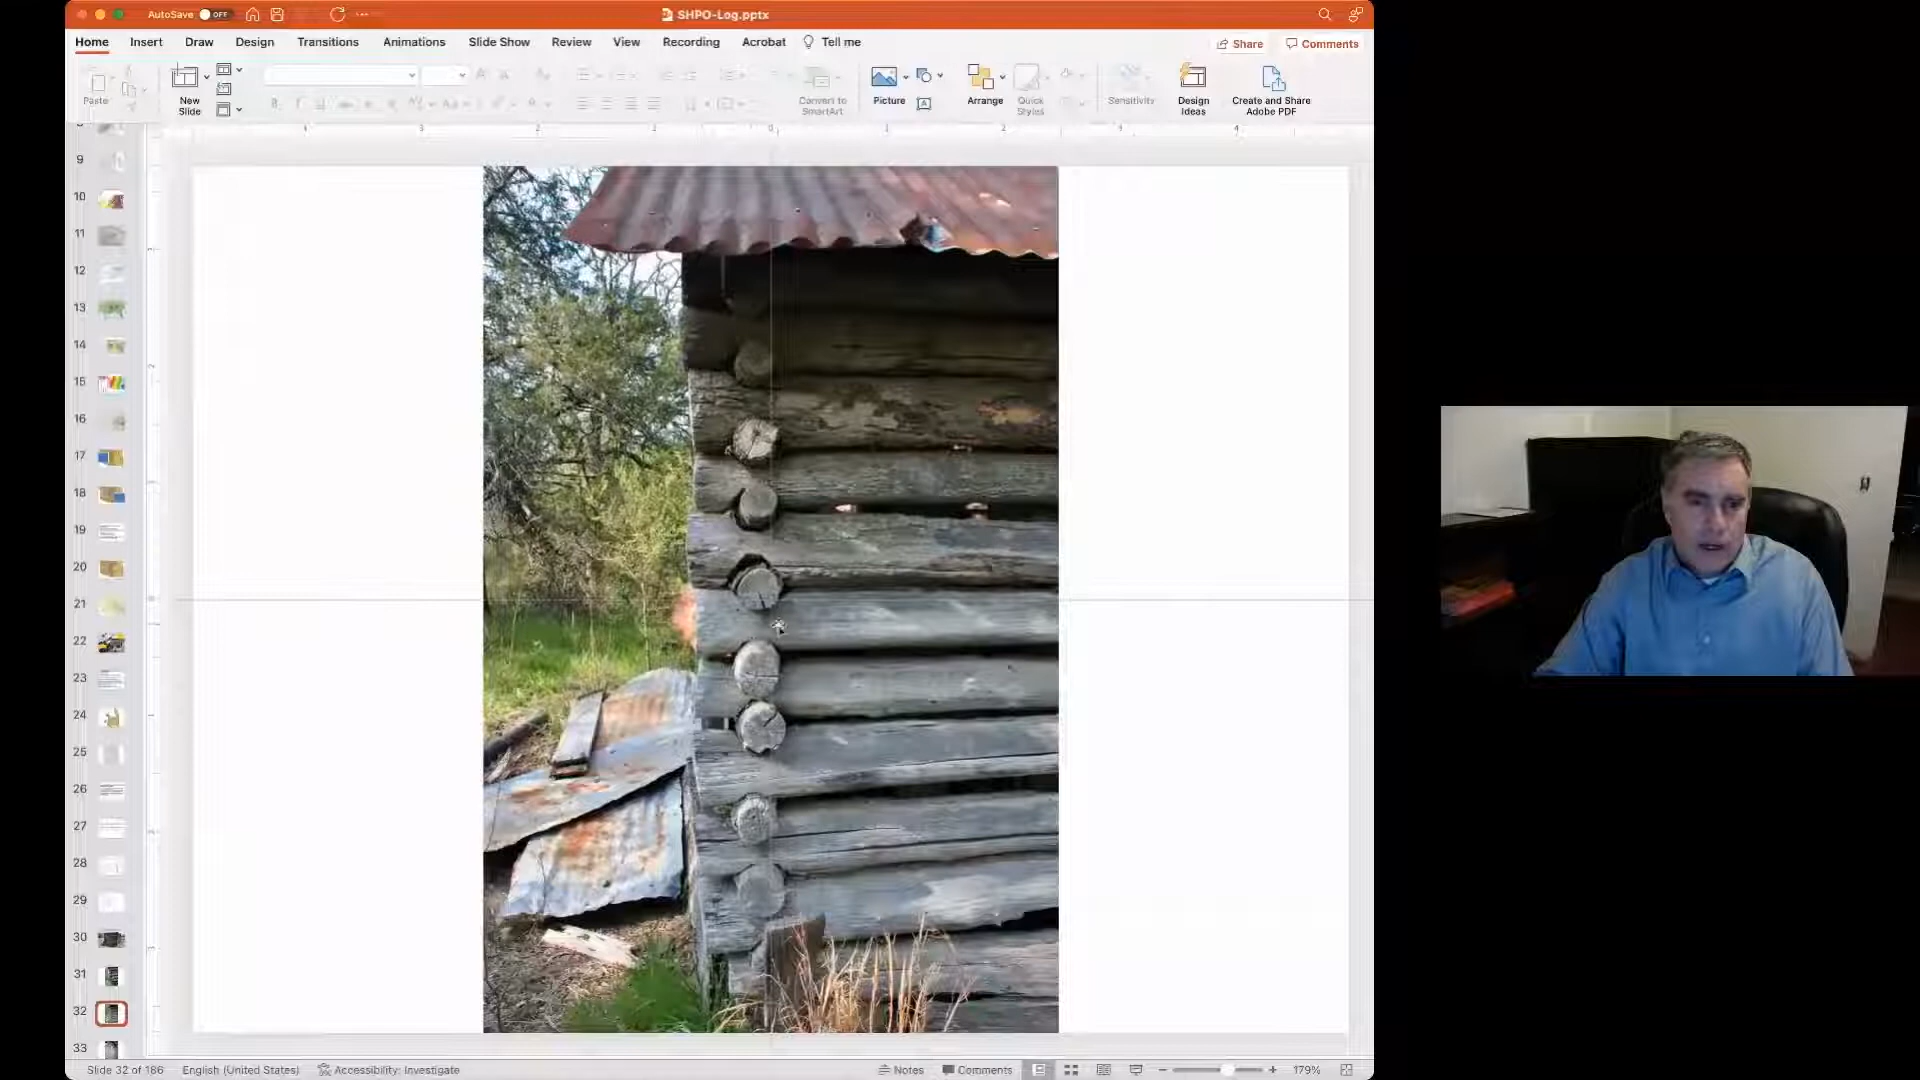 AutoSave OFF
SHPO-Log.pptx
Home Insert Draw Design Transitions Animations Slide Show Review View Recording Acrobat Tell me
Share Comments
Paste
New
Slide
Convert to
SmartArt
Picture
Arrange
Quick
Styles
Sensitivity
Design
Ideas
Create and Share
Adobe PDF
9
10
11
12
13
14
15
16
17
18
19
20
21
22
23
24
25
26
27
28
29
30
31
32
33
Slide 32 of 186 English (United States) Accessibility: Investigate Notes Comments 179%